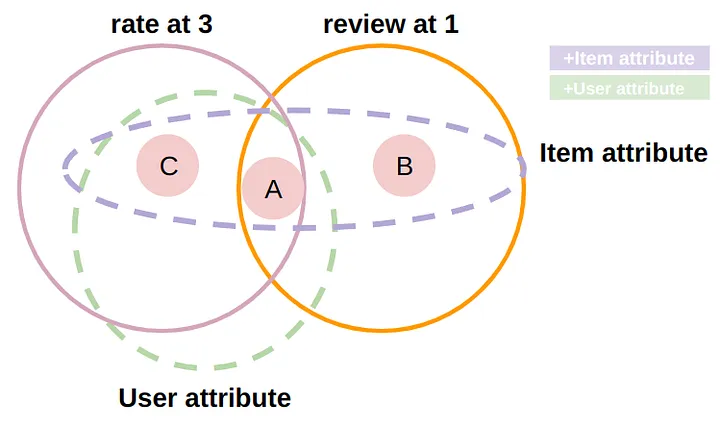 rate at 3
review at 1
+Item attribute
+User attribute
Item attribute
C
A
B
User attribute